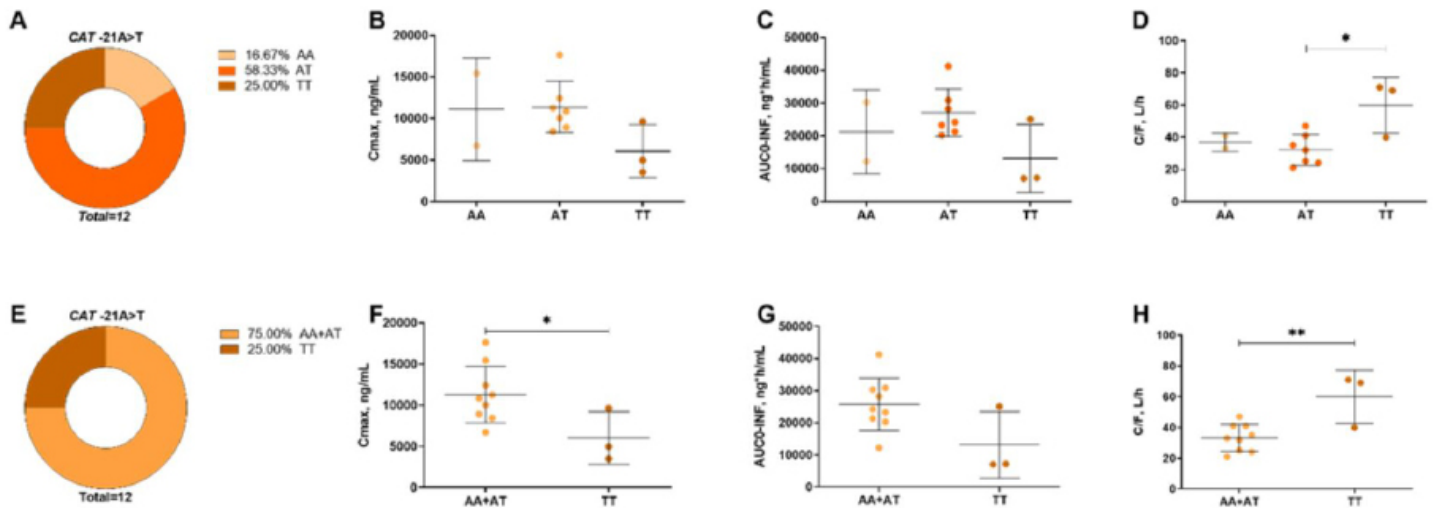 A
CAT -21A>T
16.67% AA
58.33% AT
25.00% TT
Total=12
B
Cmax, ng/mL
20000
15000
10000
5000
0
AA AT TT
C
AUC0-INF, ng*h/mL
50000
40000
30000
20000
10000
0
AA AT TT
D
C/F, L/h
100
80
60
40
20
0
*
AA AT TT
E
CAT -21A>T
75.00% AA+AT
25.00% TT
Total=12
F
Cmax, ng/mL
20000
15000
10000
5000
0
*
AA+AT TT
G
AUC0-INF, ng*h/mL
50000
40000
30000
20000
10000
0
AA+AT TT
H
C/F, L/h
100
80
60
40
20
0
**
AA+AT TT